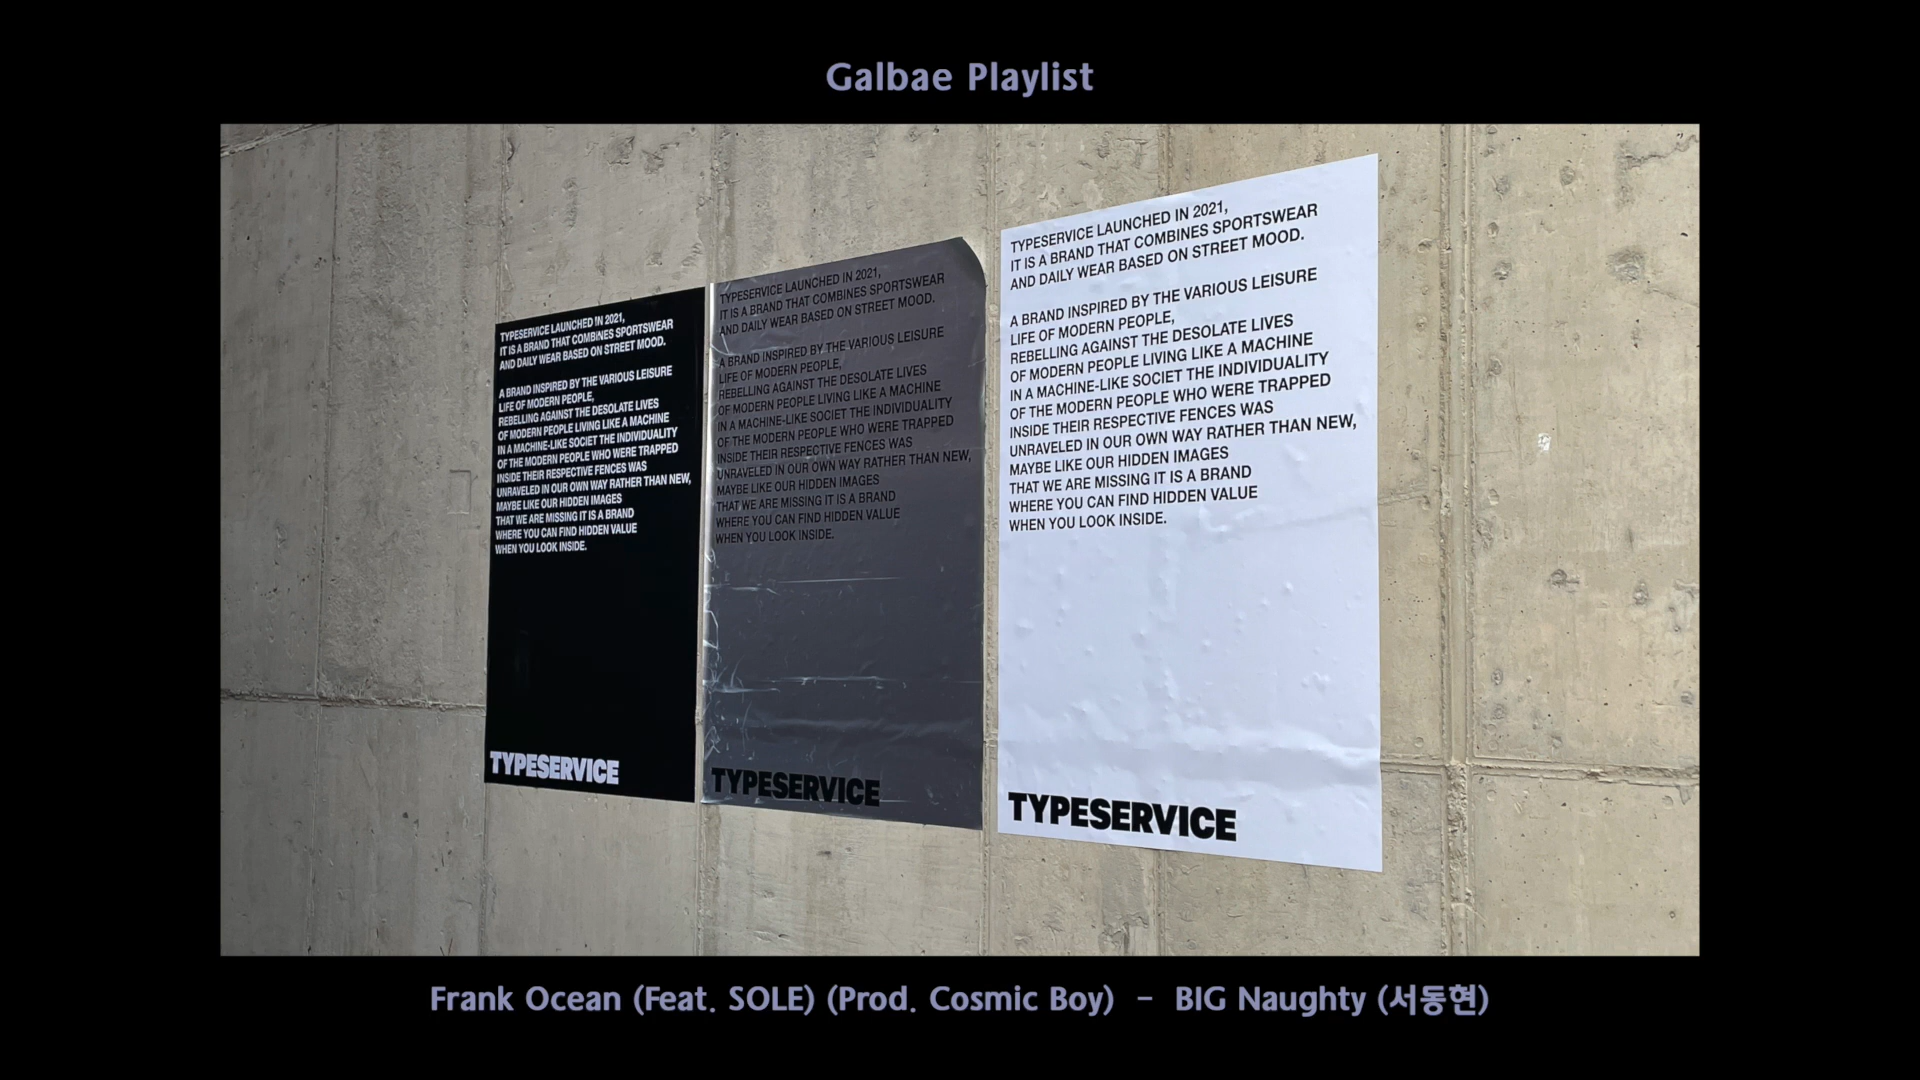 Galbae Playlist
TYPESERVICE LAUNCHED IN 2021,
IT IS A BRAND THAT COMBINES SPORTSWEAR
AND DAILY WEAR BASED ON STREET MOOD.
A BRAND INSPIRED BY THE VARIOUS LEISURE
LIFE OF MODERN PEOPLE,
REBELLING AGAINST THE DESOLATE LIVES
OF MODERN PEOPLE LIVING LIKE A MACHINE
IN A MACHINE-LIKE SOCIET THE INDIVIDUALITY
OF THE MODERN PEOPLE WHO WERE TRAPPED
INSIDE THEIR RESPECTIVE FENCES WAS
UNRAVELED IN OUR OWN WAY RATHER THAN NEW,
MAYBE LIKE OUR HIDDEN IMAGES
THAT WE ARE MISSING IT IS A BRAND
WHERE YOU CAN FIND HIDDEN VALUE
WHEN YOU LOOK INSIDE.
TYPESERVICE
TYPESERVICE LAUNCHED IN 2021,
IT IS A BRAND THAT COMBINES SPORTSWEAR
AND DAILY WEAR BASED ON STREET MOOD.
A BRAND INSPIRED BY THE VARIOUS LEISURE
LIFE OF MODERN PEOPLE,
REBELLING AGAINST THE DESOLATE LIVES
OF MODERN PEOPLE LIVING LIKE A MACHINE
IN A MACHINE-LIKE SOCIET THE INDIVIDUALITY
OF THE MODERN PEOPLE WHO WERE TRAPPED
INSIDE THEIR RESPECTIVE FENCES WAS
UNRAVELED IN OUR OWN WAY RATHER THAN NEW,
MAYBE LIKE OUR HIDDEN IMAGES
THAT WE ARE MISSING IT IS A BRAND
WHERE YOU CAN FIND HIDDEN VALUE
WHEN YOU LOOK INSIDE.
TYPESERVICE
TYPESERVICE LAUNCHED IN 2021,
IT IS A BRAND THAT COMBINES SPORTSWEAR
AND DAILY WEAR BASED ON STREET MOOD.
A BRAND INSPIRED BY THE VARIOUS LEISURE
LIFE OF MODERN PEOPLE,
REBELLING AGAINST THE DESOLATE LIVES
OF MODERN PEOPLE LIVING LIKE A MACHINE
IN A MACHINE-LIKE SOCIET THE INDIVIDUALITY
OF THE MODERN PEOPLE WHO WERE TRAPPED
INSIDE THEIR RESPECTIVE FENCES WAS
UNRAVELED IN OUR OWN WAY RATHER THAN NEW,
MAYBE LIKE OUR HIDDEN IMAGES
THAT WE ARE MISSING IT IS A BRAND
WHERE YOU CAN FIND HIDDEN VALUE
WHEN YOU LOOK INSIDE.
TYPESERVICE
Frank Ocean (Feat. SOLE) (Prod. Cosmic Boy) - BIG Naughty (서동현)